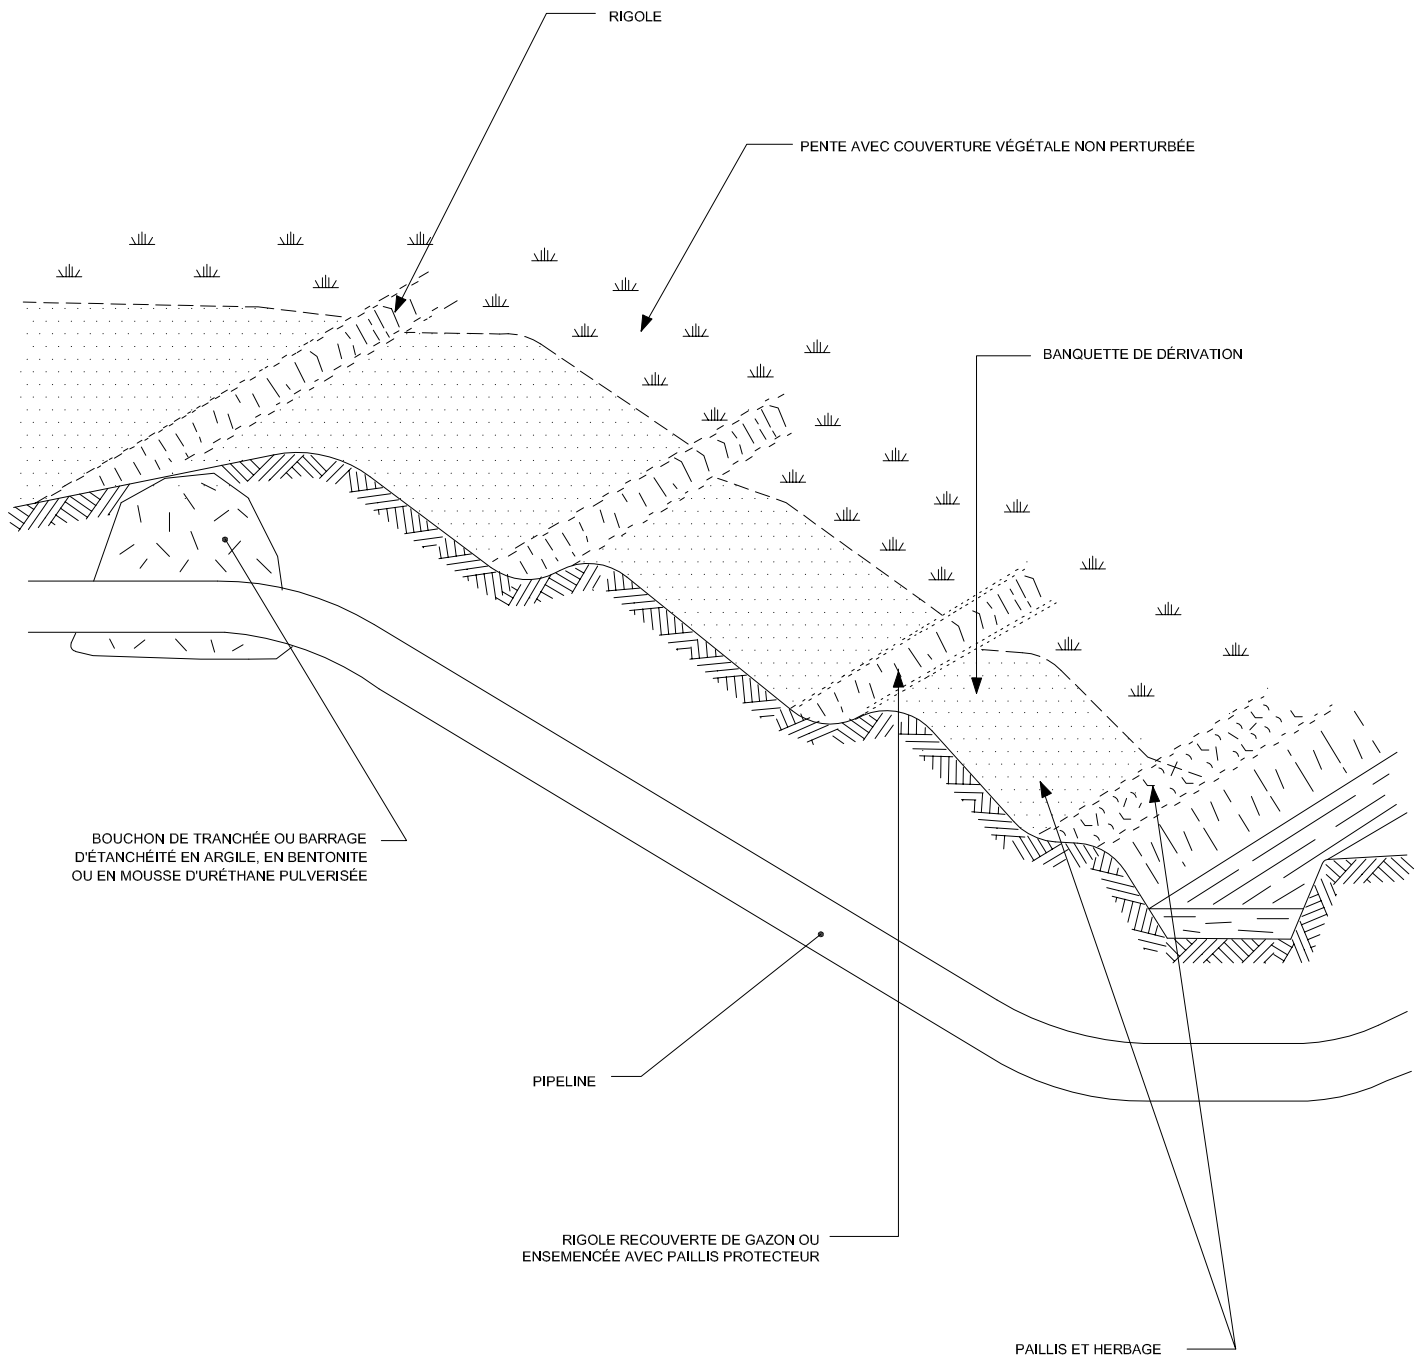 RIGOLE
PENTE AVEC COUVERTURE VÉGÉTALE NON PERTURBÉE
BANQUETTE DE DÉRIVATION
BOUCHON DE TRANCHÉE OU BARRAGE
D'ÉTANCHÉITÉ EN ARGILE, EN BENTONITE
OU EN MOUSSE D'URÉTHANE PULVERISÉE
PIPELINE
RIGOLE RECOUVERTE DE GAZON OU
ENSEMENCÉE AVEC PAILLIS PROTECTEUR
PAILLIS ET HERBAGE